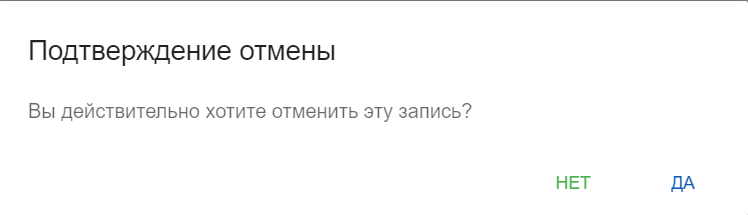 Подтверждение отмены
Вы действительно хотите отменить эту запись?
НЕТ ДА